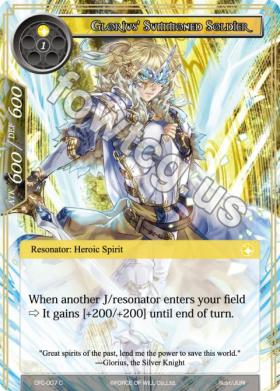 Glorius' Summoned Soldier
1
ATK 600 / DEF 600
fowtcg.us
Resonator: Heroic Spirit
When another J/resonator enters your field
⇨ It gains [+200/+200] until end of turn.
"Great spirits of the past, lend me the power to save this world."
—Glorius, the Silver Knight
CFC-007 C
©FORCE OF WILL Co.,Ltd.